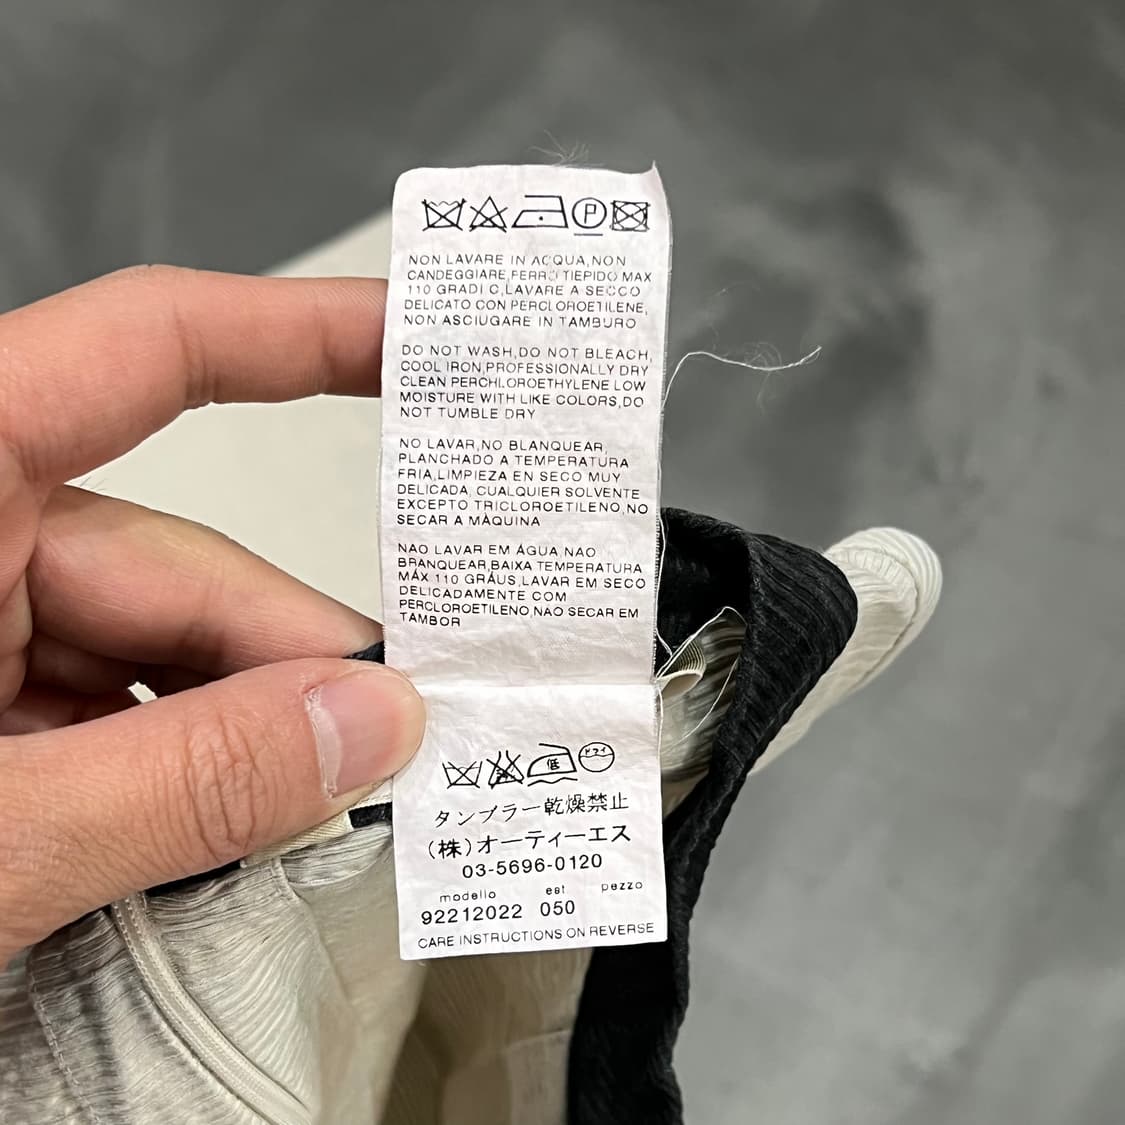 P
NON LAVARE IN ACQUA,NON
CANDEGGIARE,FERRO TIEPIDO MAX
110 GRADI C,LAVARE A SECCO
DELICATO CON PERCLOROETILENE,
NON ASCIUGARE IN TAMBURO
DO NOT WASH,DO NOT BLEACH,
COOL IRON,PROFESSIONALLY DRY
CLEAN PERCHLOROETHYLENE LOW
MOISTURE WITH LIKE COLORS,DO
NOT TUMBLE DRY
NO LAVAR,NO BLANQUEAR,
PLANCHADO A TEMPERATURA
FRIA,LIMPIEZA EN SECO MUY
DELICADA, CUALQUIER SOLVENTE
EXCEPTO TRICLOROETILENO,NO
SECAR A MÀQUINA
NAO LAVAR EM ÁGUA,NAO
BRANQUEAR,BAIXA TEMPERATURA
MÁX 110 GRÁUS,LAVAR EM SECO
DELICADAMENTE COM
PERCLOROETILENO,NAO SECAR EM
TAMBOR
低 ドライ
タンブラー乾燥禁止
(株)オーティーエス
03-5696-0120
modello est pezzo
92212022 050
CARE INSTRUCTIONS ON REVERSE